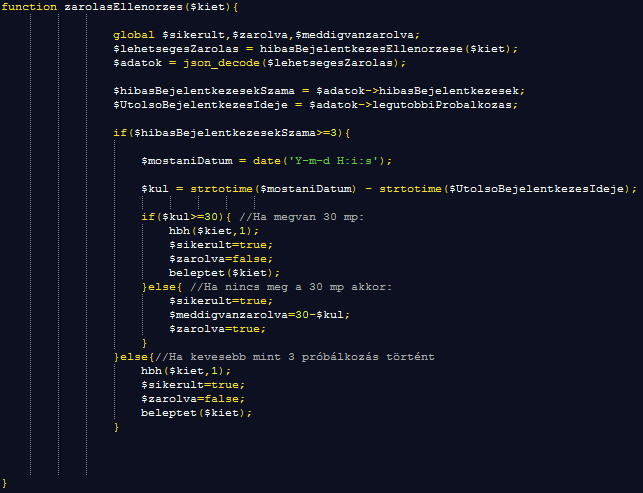 function zarolasEllenorzes($kiet){
global $sikerult,$zarolva,$meddigvanzarolva;
$lehetsegesZarolas = hibasBejelentkezesEllenorzese($kiet);
$adatok = json_decode($lehetsegesZarolas);
$hibasBejelentkezesekSzama = $adatok->hibasBejelentkezesek;
$UtolsoBejelentkezesIdeje = $adatok->legutobbiProbalkozas;
if($hibasBejelentkezesekSzama>=3){
$mostaniDatum = date('Y-m-d H:i:s');
$kul = strtotime($mostaniDatum) - strtotime($UtolsoBejelentkezesIdeje);
if($kul>=30){ //Ha megvan 30 mp:
hbh($kiet,1);
$sikerult=true;
$zarolva=false;
beleptet($kiet);
}else{ //Ha nincs meg a 30 mp akkor:
$sikerult=true;
$meddigvanzarolva=30-$kul;
$zarolva=true;
}
}else{//Ha kevesebb mint 3 próbálkozás történt
hbh($kiet,1);
$sikerult=true;
$zarolva=false;
beleptet($kiet);
}
}